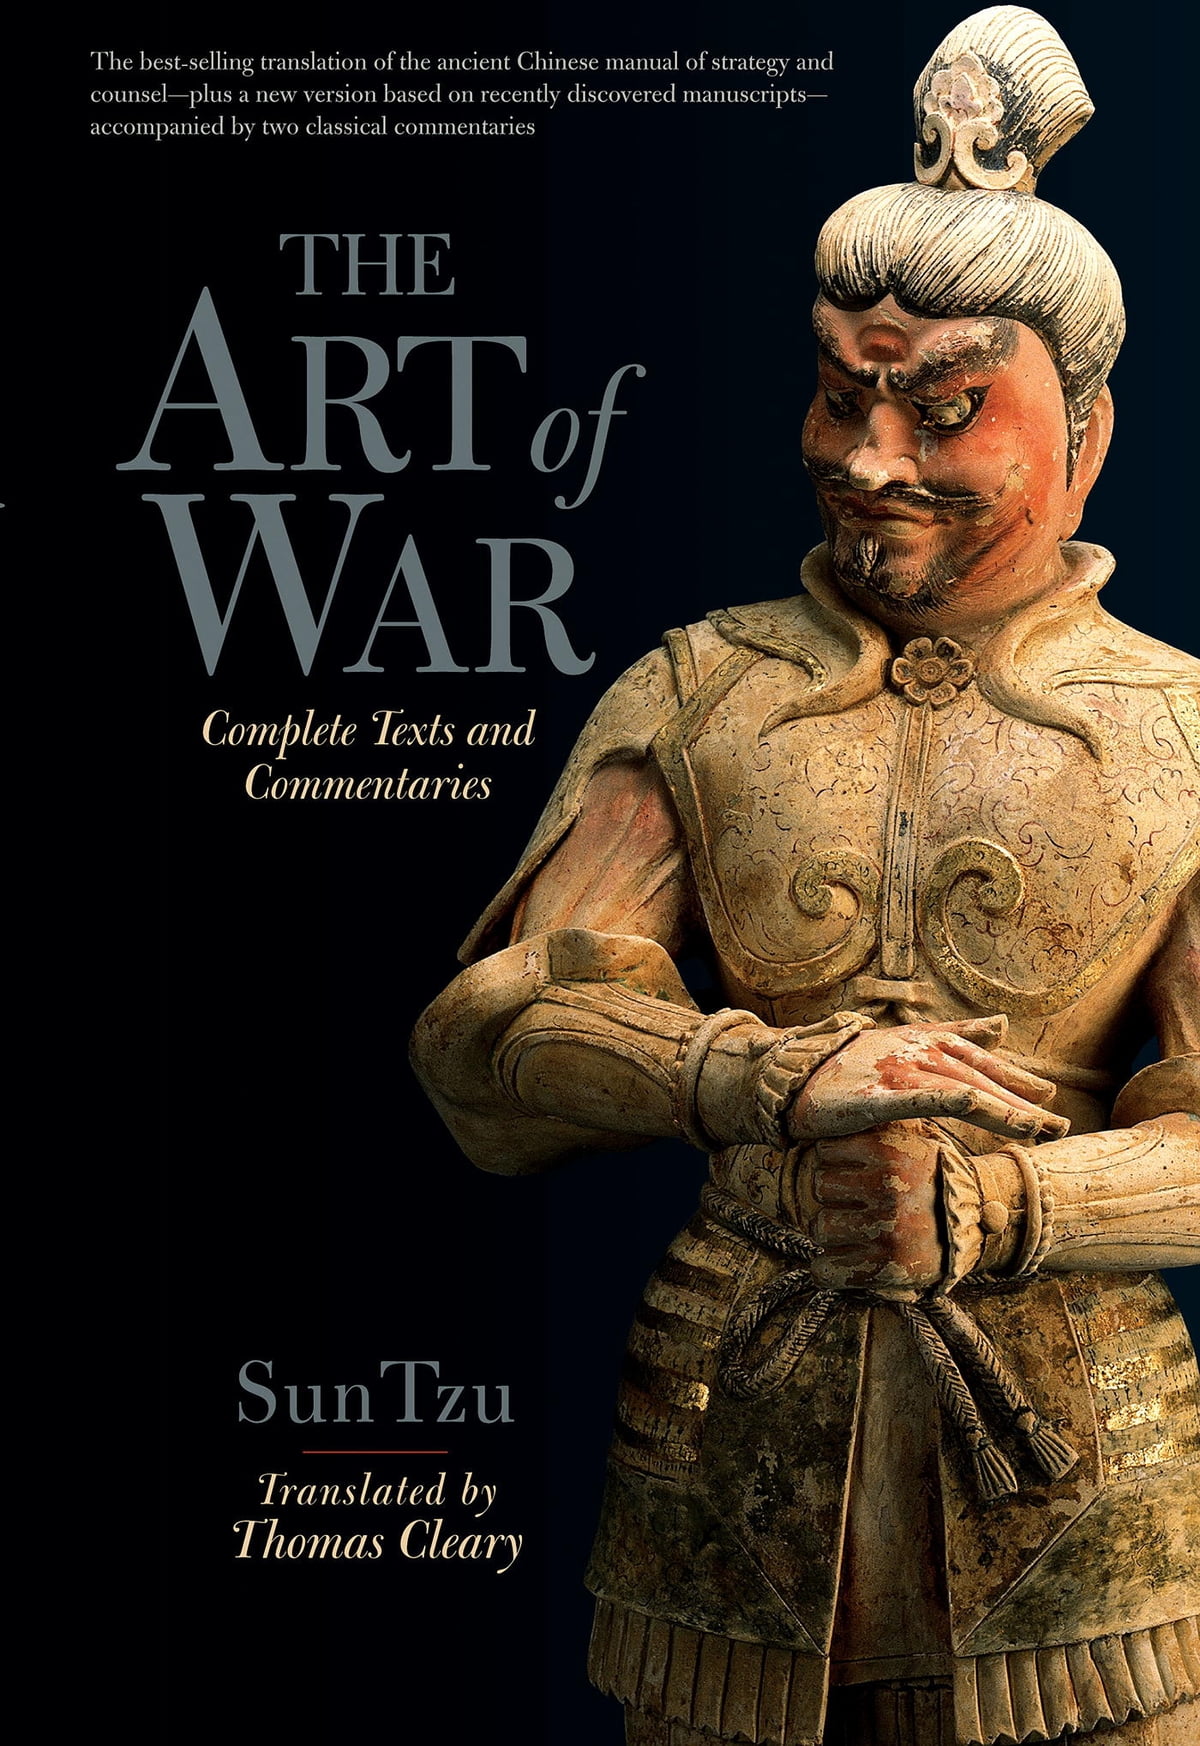 The best-selling translation of the ancient Chinese manual of strategy and
counsel—plus a new version based on recently discovered manuscripts—
accompanied by two classical commentaries
THE
ART of
WAR
Complete Texts and
Commentaries
Sun Tzu
Translated by
Thomas Cleary